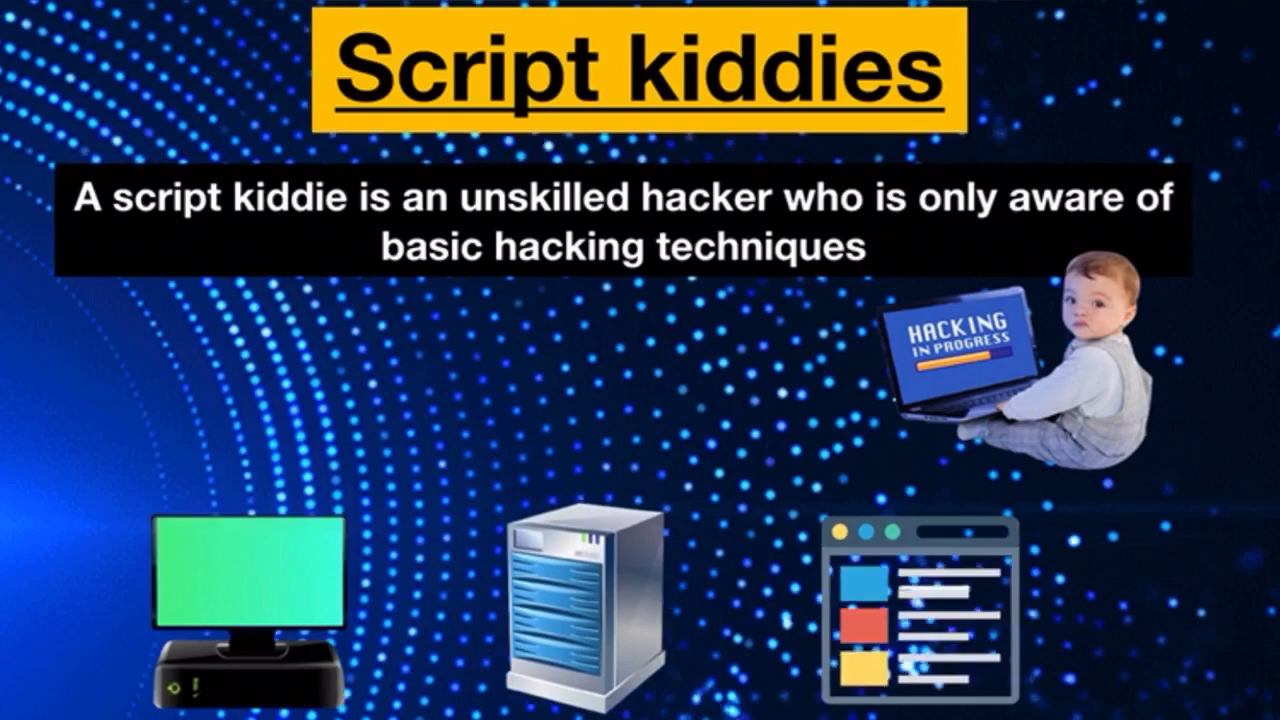 Script kiddies
A script kiddie is an unskilled hacker who is only aware of
basic hacking techniques
HACKING
IN PROGRESS